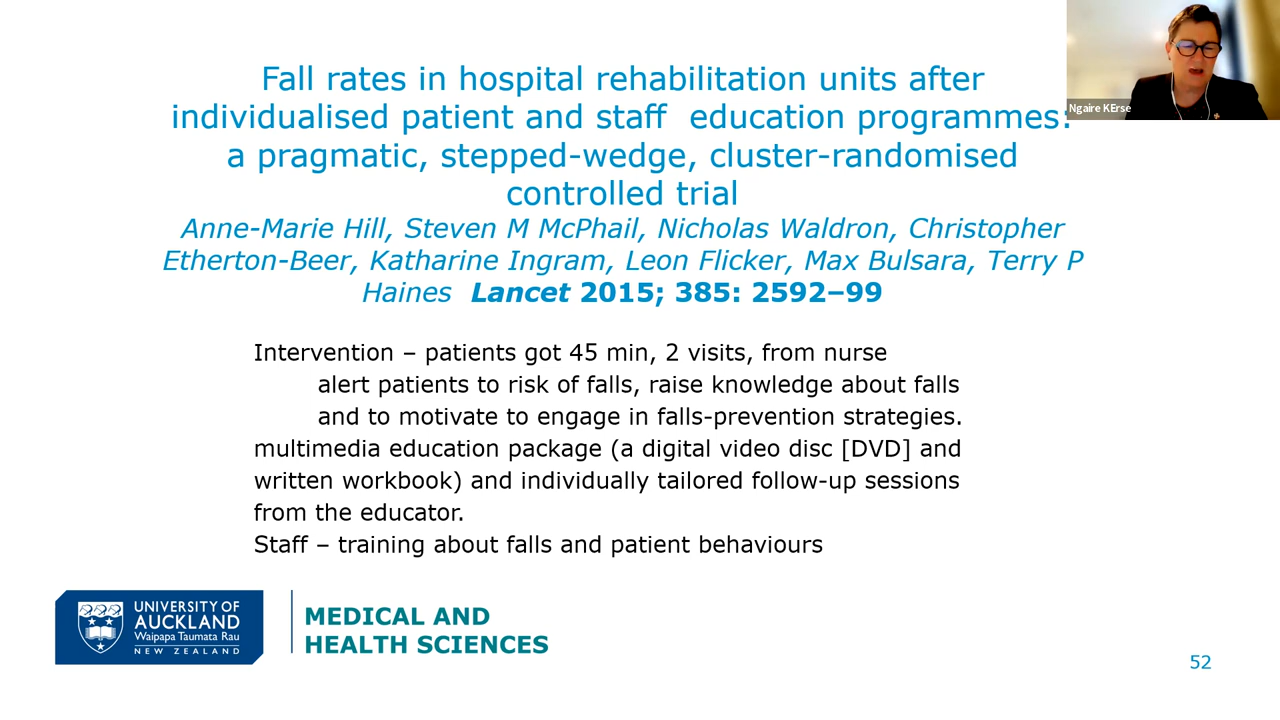 Fall rates in hospital rehabilitation units after
individualised patient and staff  education programmes:
a pragmatic, stepped-wedge, cluster-randomised
controlled trial
Anne-Marie Hill, Steven M McPhail, Nicholas Waldron, Christopher
Etherton-Beer, Katharine Ingram, Leon Flicker, Max Bulsara, Terry P
Haines  Lancet 2015; 385: 2592–99
Ngaire KErse
Intervention – patients got 45 min, 2 visits, from nurse
alert patients to risk of falls, raise knowledge about falls
and to motivate to engage in falls-prevention strategies.
multimedia education package (a digital video disc [DVD] and
written workbook) and individually tailored follow-up sessions
from the educator.
Staff – training about falls and patient behaviours
UNIVERSITY OF
AUCKLAND
Waipapa Taumata Rau
NEW ZEALAND
MEDICAL AND
HEALTH SCIENCES
52